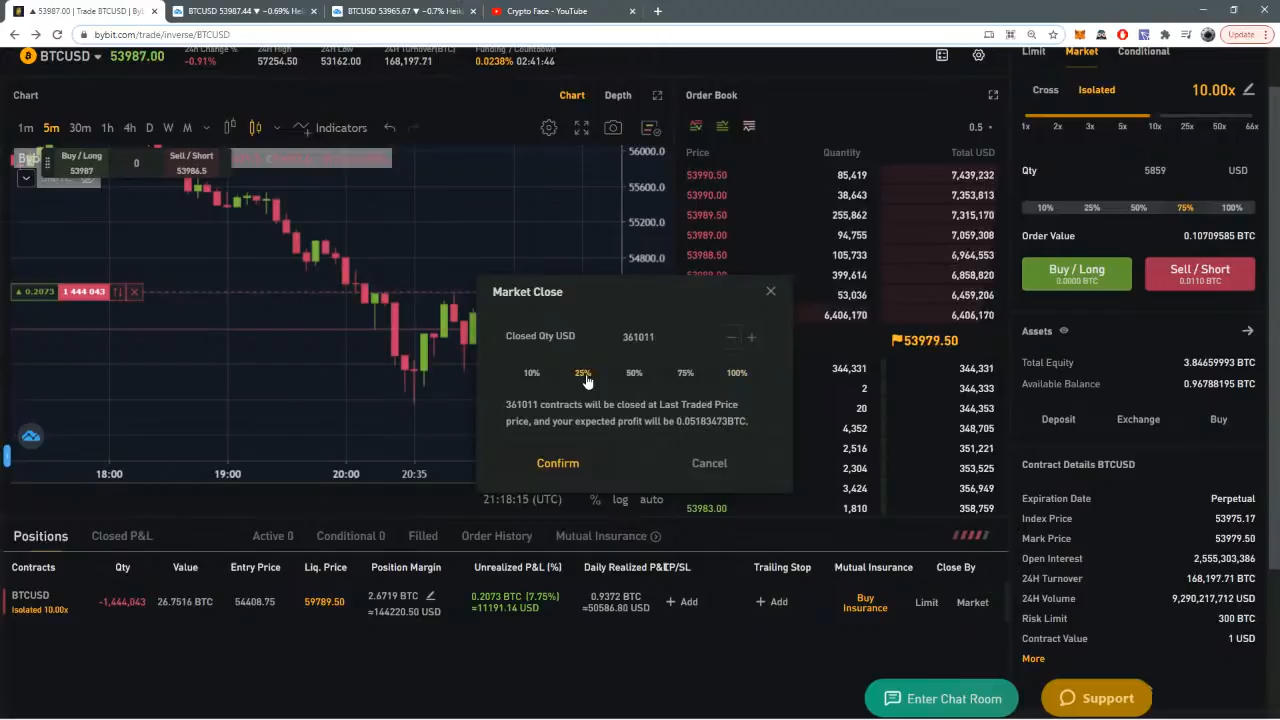 ▲ 53987.00 | Trade BTCUSD | Byb
BTCUSD 53987.44 ▼ −0.69% Hei
BTCUSD 53965.67 ▼ −0.7% Heik
Crypto Face - YouTube
bybit.com/trade/inverse/BTCUSD
Update
BTCUSD
53987.00
24H Change %
-0.91%
24H High
57254.50
24H Low
53162.00
24H Turnover(BTC)
168,197.71
Funding / Countdown
0.0238% 02:41:44
Limit
Market
Conditional
Chart
Chart
Depth
Order Book
Cross
Isolated
10.00x
1x 2x 3x 5x 10x 25x 50x 66x
1m 5m 30m 1h 4h D W M
Indicators
0.5
Buy / Long
53987
0
Sell / Short
53986.5
56000.0
55600.0
55200.0
54800.0
▲ 0.2073
1 444 043
18:00 19:00 20:00 20:35
21:18:15 (UTC)
% log auto
Price Quantity Total USD
53990.50 85,419 7,439,232
53990.00 38,643 7,353,813
53989.50 255,862 7,315,170
53989.00 94,755 7,059,308
53988.50 105,733 6,964,553
399,614 6,858,820
53,036 6,459,206
6,406,170 6,406,170
53979.50
344,331 344,331
2 344,333
20 344,353
4,352 348,705
2,516 351,221
2,304 353,525
3,424 356,949
53983.00 1,810 358,759
Market Close
Closed Qty USD 361011
10% 25% 50% 75% 100%
361011 contracts will be closed at Last Traded Price
price, and your expected profit will be 0.05183473BTC.
Confirm
Cancel
Qty 5859 USD
10% 25% 50% 75% 100%
Order Value 0.10709585 BTC
Buy / Long
0.0000 BTC
Sell / Short
0.0110 BTC
Assets
Total Equity 3.84659993 BTC
Available Balance 0.96788195 BTC
Deposit Exchange Buy
Contract Details BTCUSD
Expiration Date Perpetual
Index Price 53975.17
Mark Price 53979.50
Open Interest 2,555,303,386
24H Turnover 168,197.71 BTC
24H Volume 9,290,217,712 USD
Risk Limit 300 BTC
Contract Value 1 USD
More
Positions
Closed P&L
Active 0
Conditional 0
Filled
Order History
Mutual Insurance
Contracts Qty Value Entry Price Liq. Price Position Margin Unrealized P&L (%) Daily Realized P&L TP/SL Trailing Stop Mutual Insurance Close By
BTCUSD
Isolated 10.00x
-1,444,043
26.7516 BTC
54408.75
59789.50
2.6719 BTC
≈144220.50 USD
0.2073 BTC (7.75%)
≈11191.14 USD
0.9372 BTC
≈50586.80 USD
+ Add
+ Add
Buy
Insurance
Limit
Market
Enter Chat Room
Support